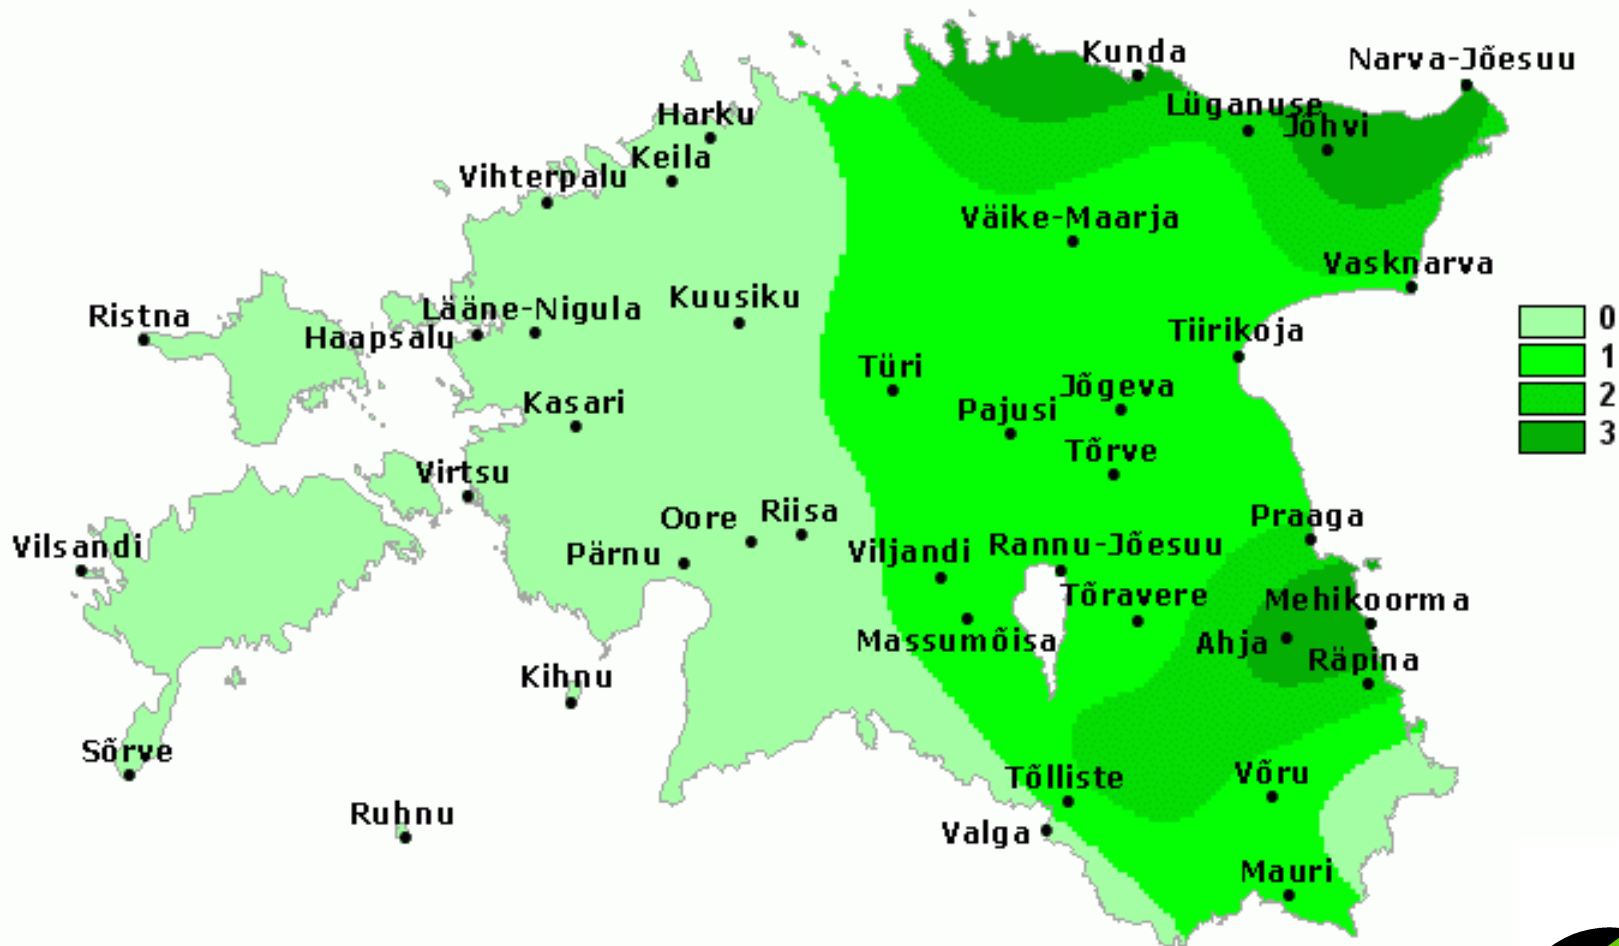 Kunda
Narva-Jõesuu
Harku
Lüganuse
Jõhvi
Keila
Vihterpalu
Väike-Maarja
Vasknarva
Kuusiku
Lääne-Nigula
Ristna
Haapsalu
Tiirikoja
0
1
2
3
Türi
Jõgeva
Kasari
Pajusi
Tõrve
Virtsu
Riisa
Oore
Praaga
Vilsandi
Pärnu
Viljandi
Rannu-Jõesuu
Tõravere
Mehikoorma
Massumõisa
Ahja
Räpina
Kihnu
Sõrve
Tõlliste
Võru
Ruhnu
Valga
Mauri